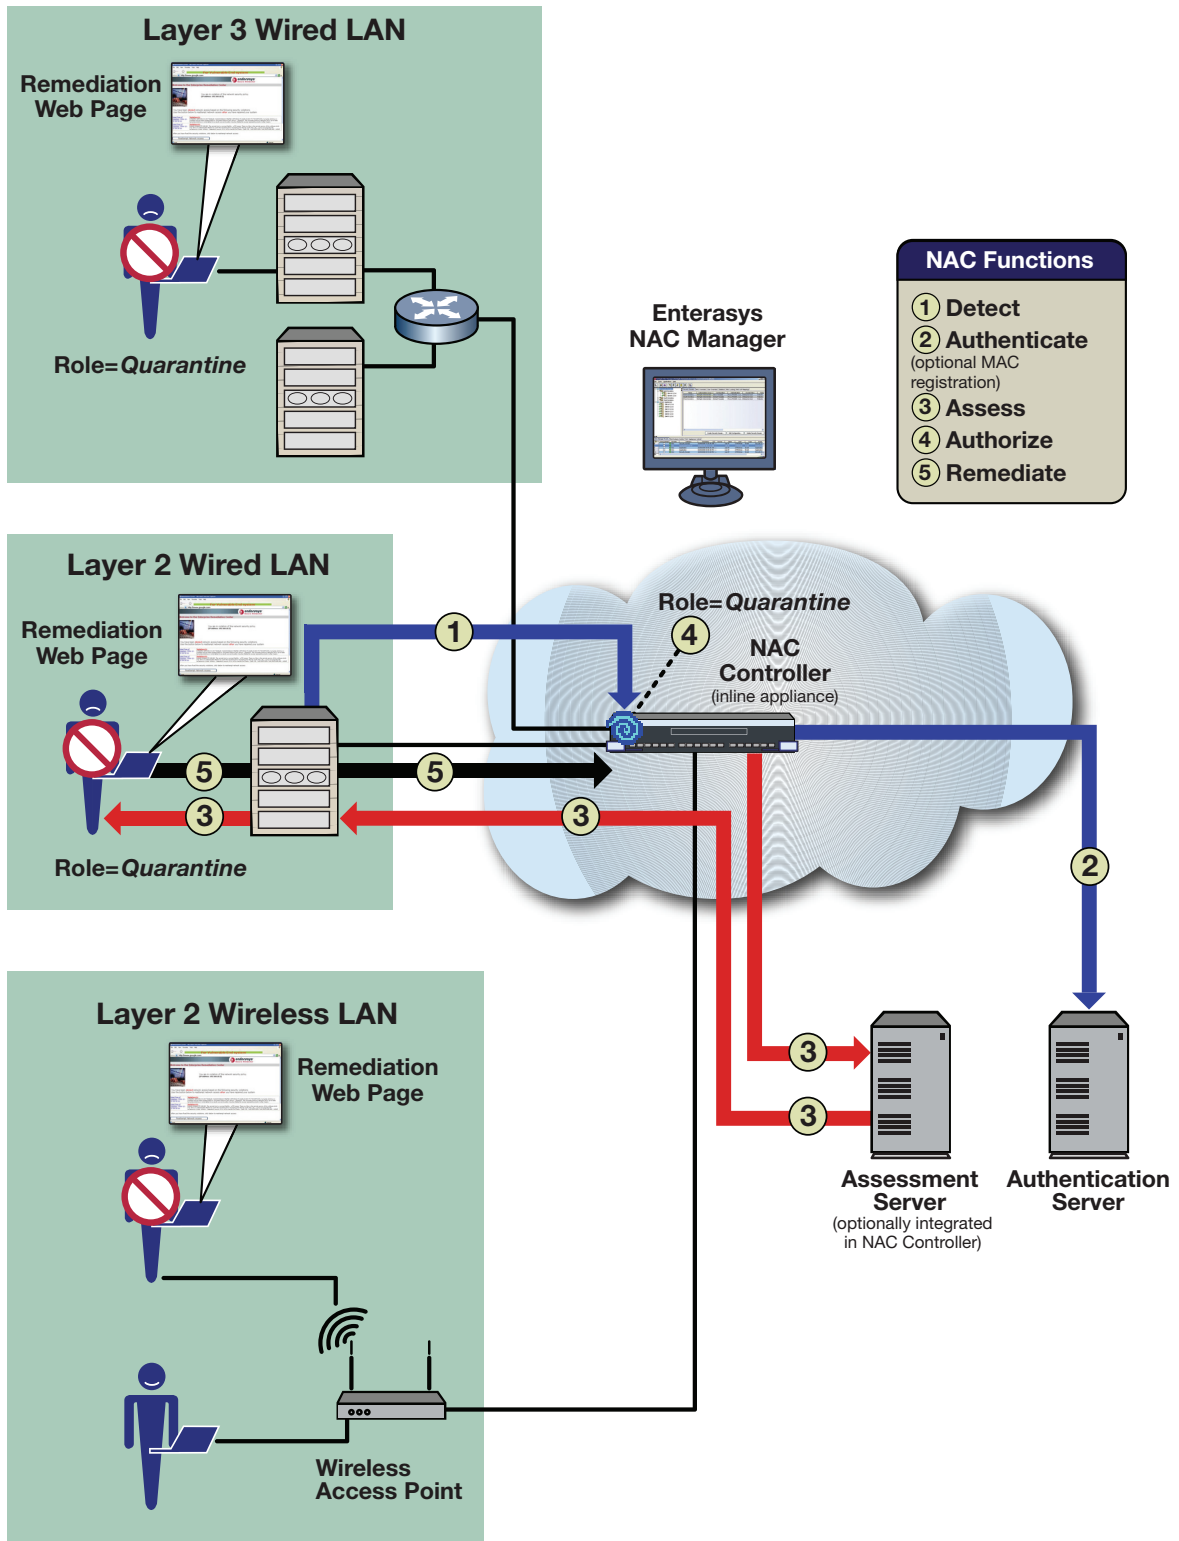 Layer 3 Wired LAN
Remediation
Web Page
Role=Quarantine
Enterasys
NAC Manager
NAC Functions
1 Detect
2 Authenticate
(optional MAC
registration)
3 Assess
4 Authorize
5 Remediate
Layer 2 Wired LAN
Remediation
Web Page
Role=Quarantine
1
Role=Quarantine
4
NAC
Controller
(inline appliance)
5
5
3
3
2
3
3
Assessment
Server
(optionally integrated
in NAC Controller)
Authentication
Server
Layer 2 Wireless LAN
Remediation
Web Page
Wireless
Access Point